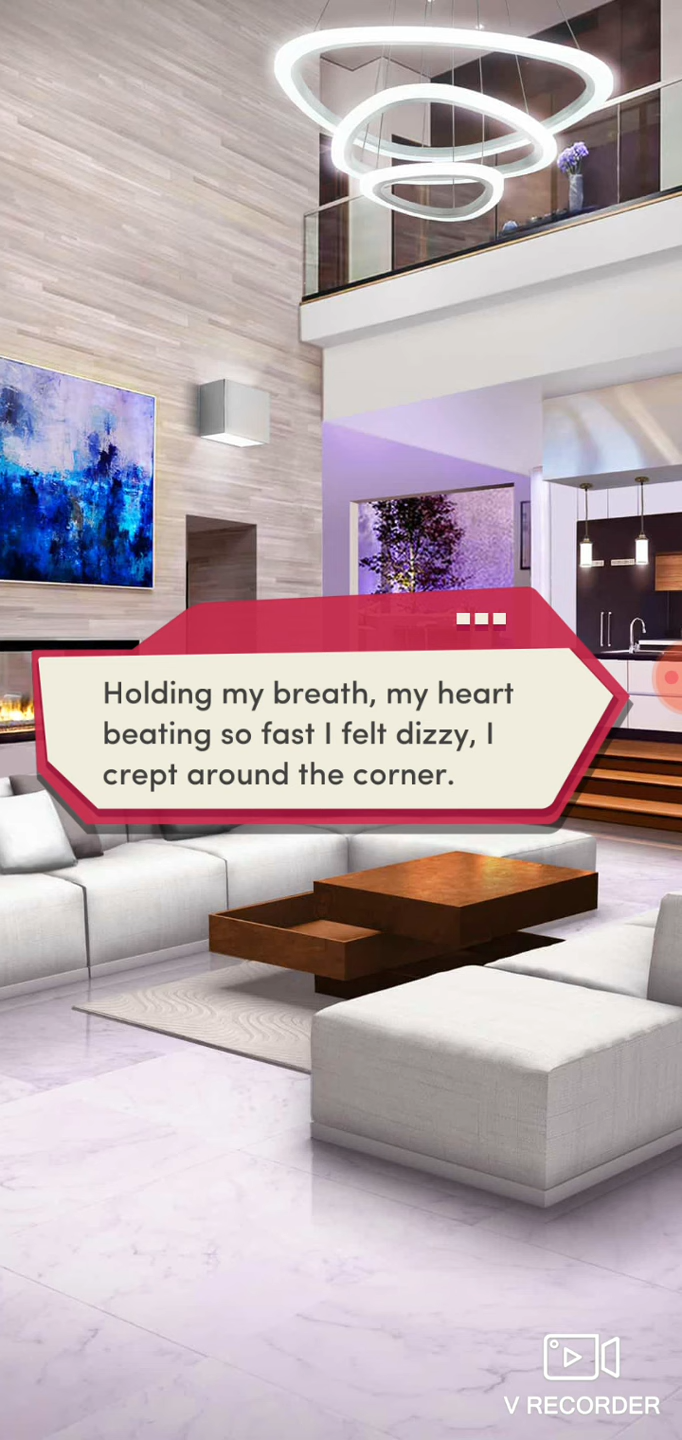 Holding my breath, my heart
beating so fast I felt dizzy, I
crept around the corner.
V RECORDER